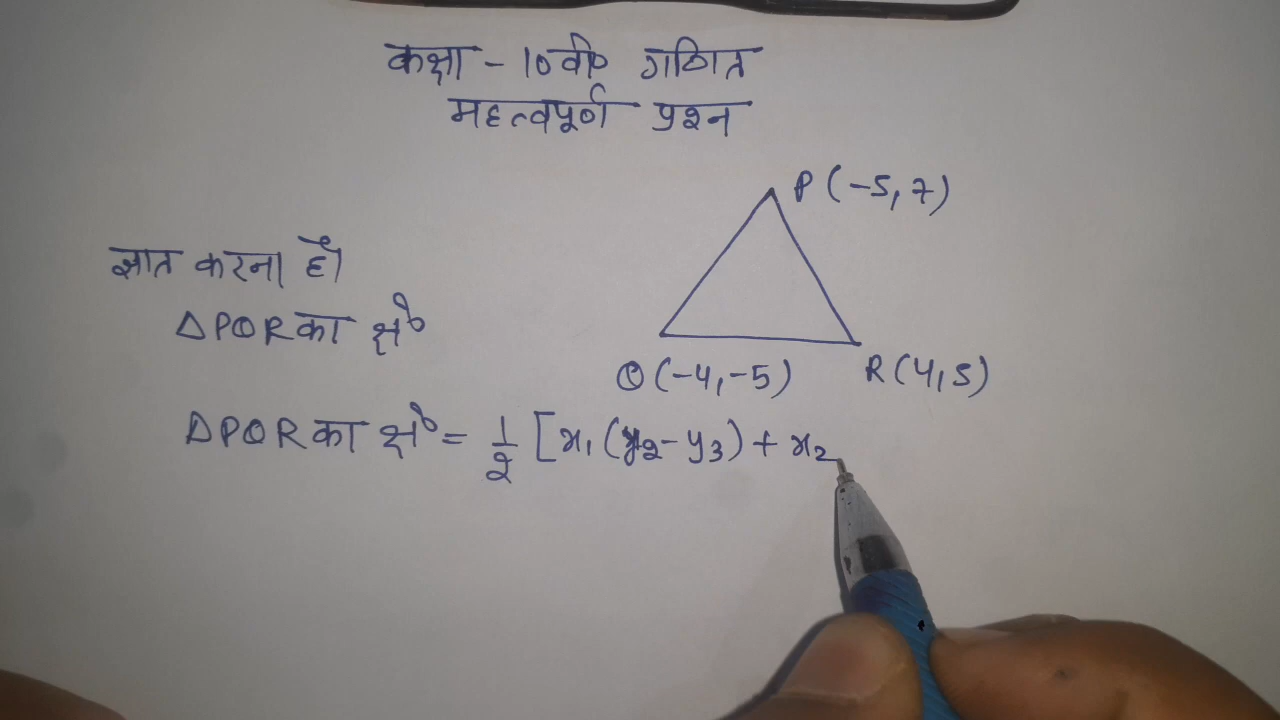 कक्षा - 10वी० गणित
महत्वपूर्ण प्रश्न
P(-5,7)
ज्ञात करना है।
ΔPQR का क्षे०
Q(-4,-5) R(4,5)
ΔPQR का क्षे० = 1/2 [x₁(y₂-y₃) + x₂